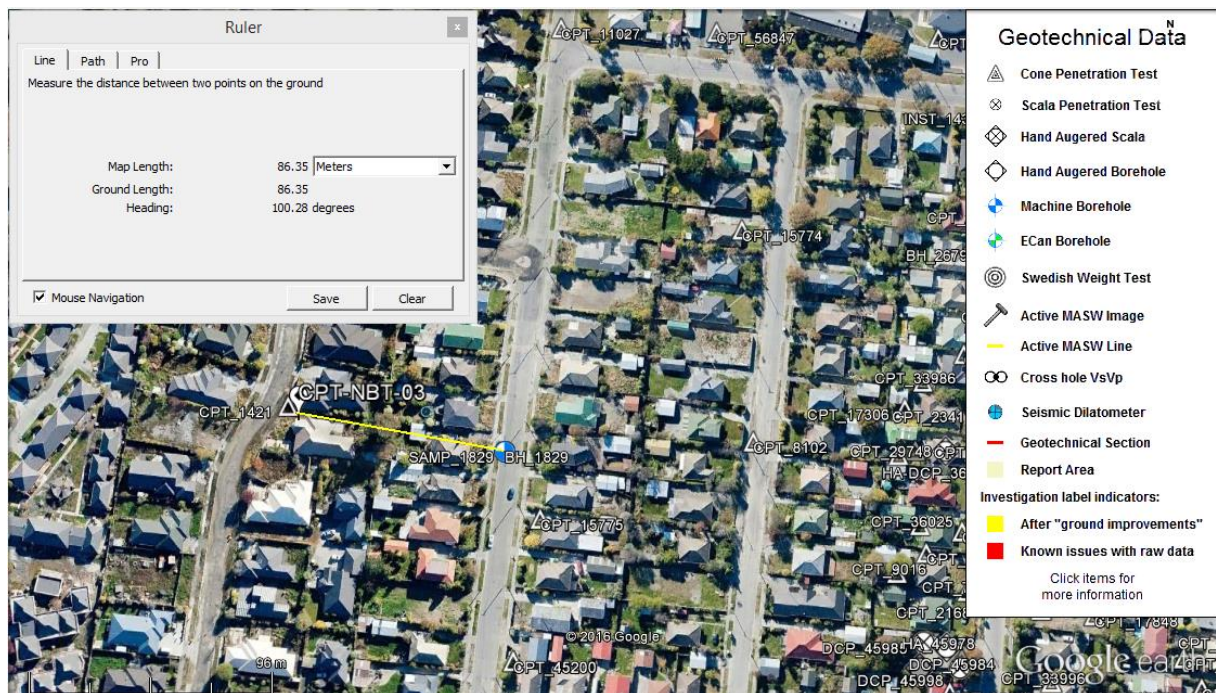 Ruler
x
Line
Path
Pro
Measure the distance between two points on the ground
Map Length:
86.35
Meters
Ground Length:
86.35
Heading:
100.28 degrees
Mouse Navigation
Save
Clear
CPT_11027
CPT_56847
CPT_15774
CPT-NBT-03
CPT_1421
SAMP_1829
BH_1829
CPT_15775
CPT_45200
CPT_8102
CPT_33986
CPT_17306
CPT_2341
CPT_29748
CPT_36025
CPT_9016
CPT_2168
CPT_17848
HA_45978
DCP_45985
DCP_45984
DCP_45998
CPT_33996
96 m
© 2016 Google
Google earth
N
Geotechnical Data
Cone Penetration Test
Scala Penetration Test
Hand Augered Scala
Hand Augered Borehole
Machine Borehole
ECan Borehole
Swedish Weight Test
Active MASW Image
Active MASW Line
Cross hole VsVp
Seismic Dilatometer
Geotechnical Section
Report Area
Investigation label indicators:
After "ground improvements"
Known issues with raw data
Click items for
more information